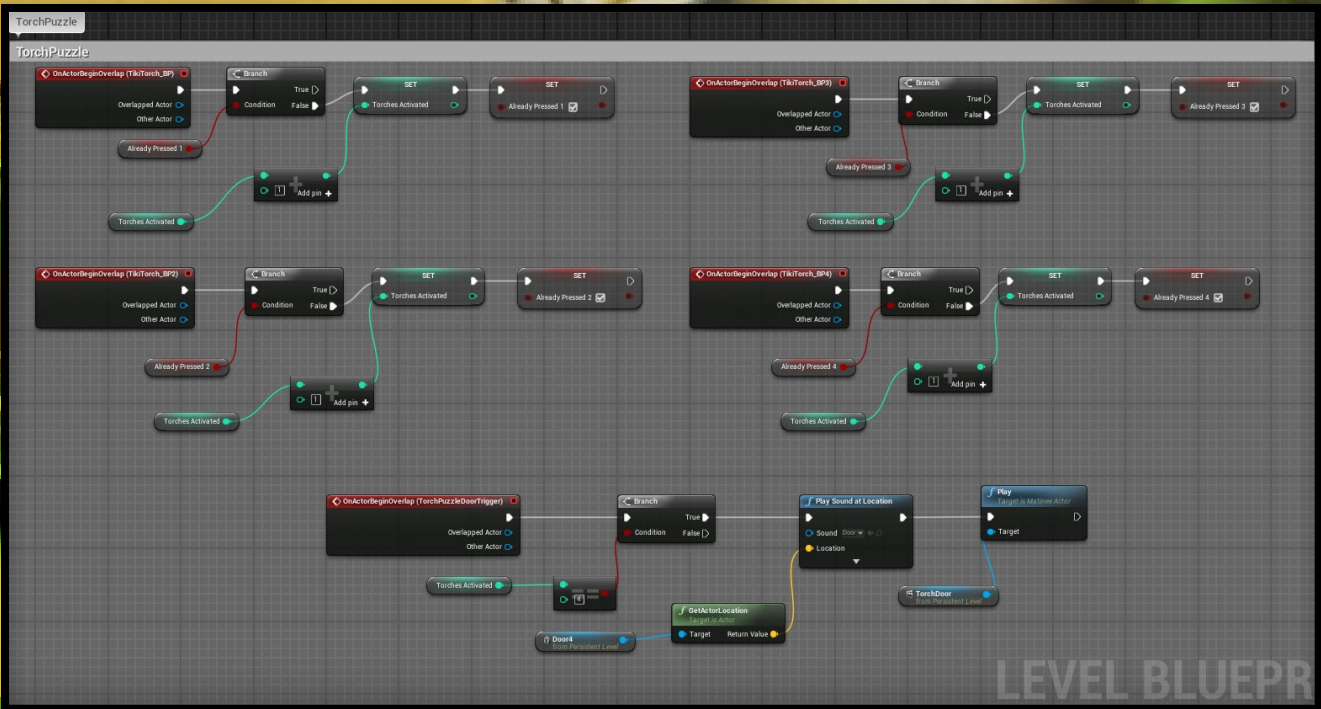 TorchPuzzle
TorchPuzzle
OnActorBeginOverlap (TikiTorch_BP)
Overlapped Actor
Other Actor
Branch
True
Condition False
SET
Torches Activated
SET
Already Pressed 1
Already Pressed 1
1
Add pin +
Torches Activated
OnActorBeginOverlap (TikiTorch_BP3)
Overlapped Actor
Other Actor
Branch
True
Condition False
SET
Torches Activated
SET
Already Pressed 3
Already Pressed 3
1
Add pin +
Torches Activated
OnActorBeginOverlap (TikiTorch_BP2)
Overlapped Actor
Other Actor
Branch
True
Condition False
SET
Torches Activated
SET
Already Pressed 2
Already Pressed 2
1
Add pin +
Torches Activated
OnActorBeginOverlap (TikiTorch_BP4)
Overlapped Actor
Other Actor
Branch
True
Condition False
SET
Torches Activated
SET
Already Pressed 4
Already Pressed 4
1
Add pin +
Torches Activated
OnActorBeginOverlap (TorchPuzzleDoorTrigger)
Overlapped Actor
Other Actor
Branch
True
Condition False
Torches Activated
==
4
Door4
from Persistent Level
GetActorLocation
Target is Actor
Target Return Value
Play Sound at Location
Sound Door
Location
Play
Target is Matinee Actor
Target
TorchDoor
from Persistent Level
LEVEL BLUEPR